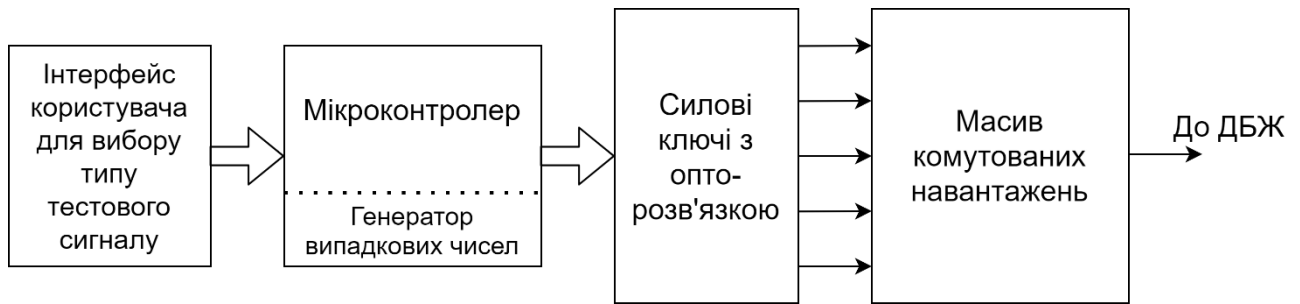 Інтерфейс
користувача
для вибору
типу
тестового
сигналу
Мікроконтролер
Генератор
випадкових чисел
Силові
ключі з
опто-
розв'язкою
Масив
комутованих
навантажень
До ДБЖ